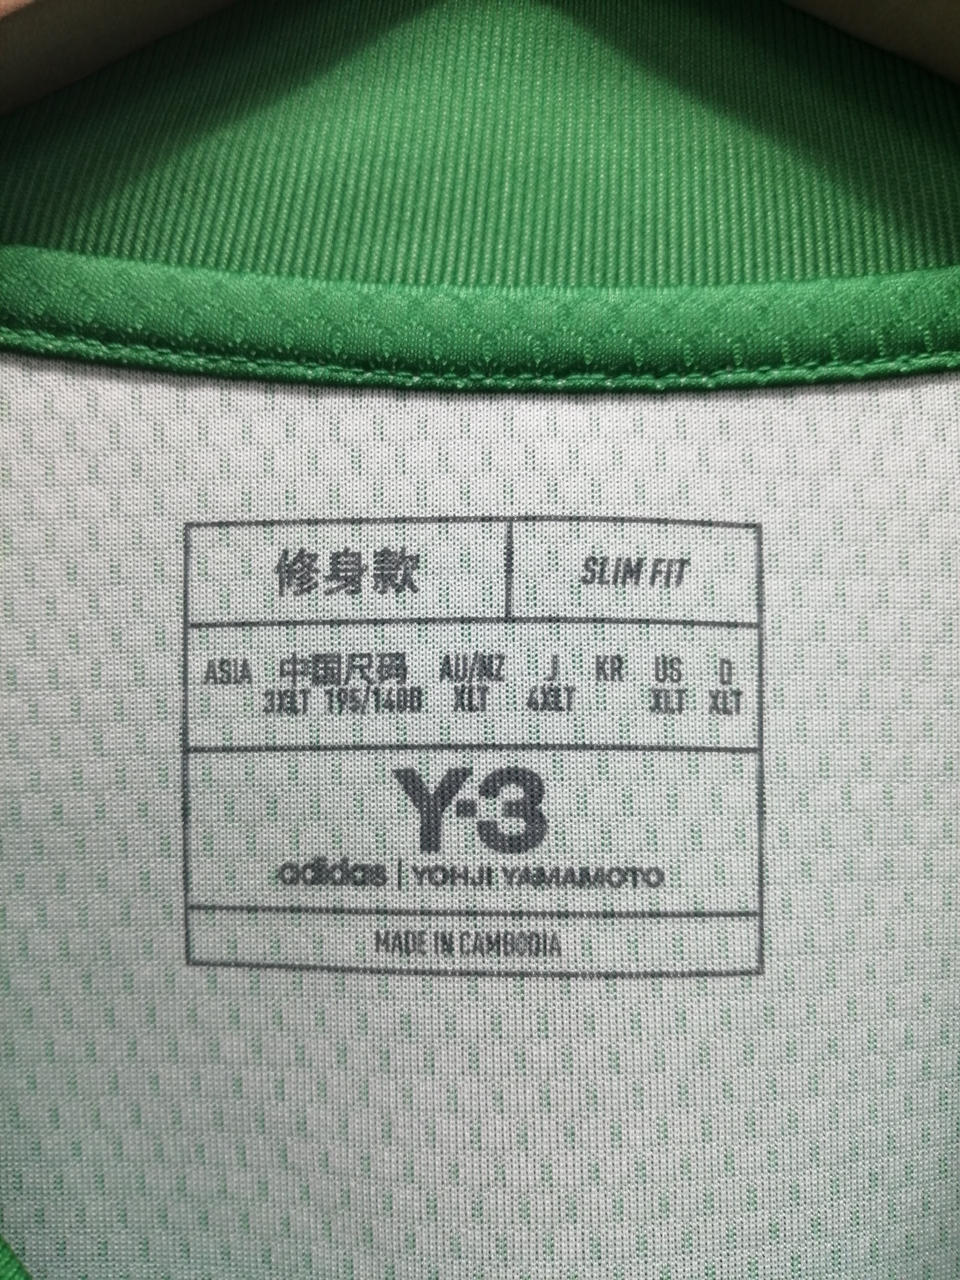 修身款 SLIM FIT
ASIA 中国尺码 AU/NZ J KR US D
3XLT 195/140B XLT 4XLT XLT XLT
Y-3
adidas | YOHJI YAMAMOTO
MADE IN CAMBODIA